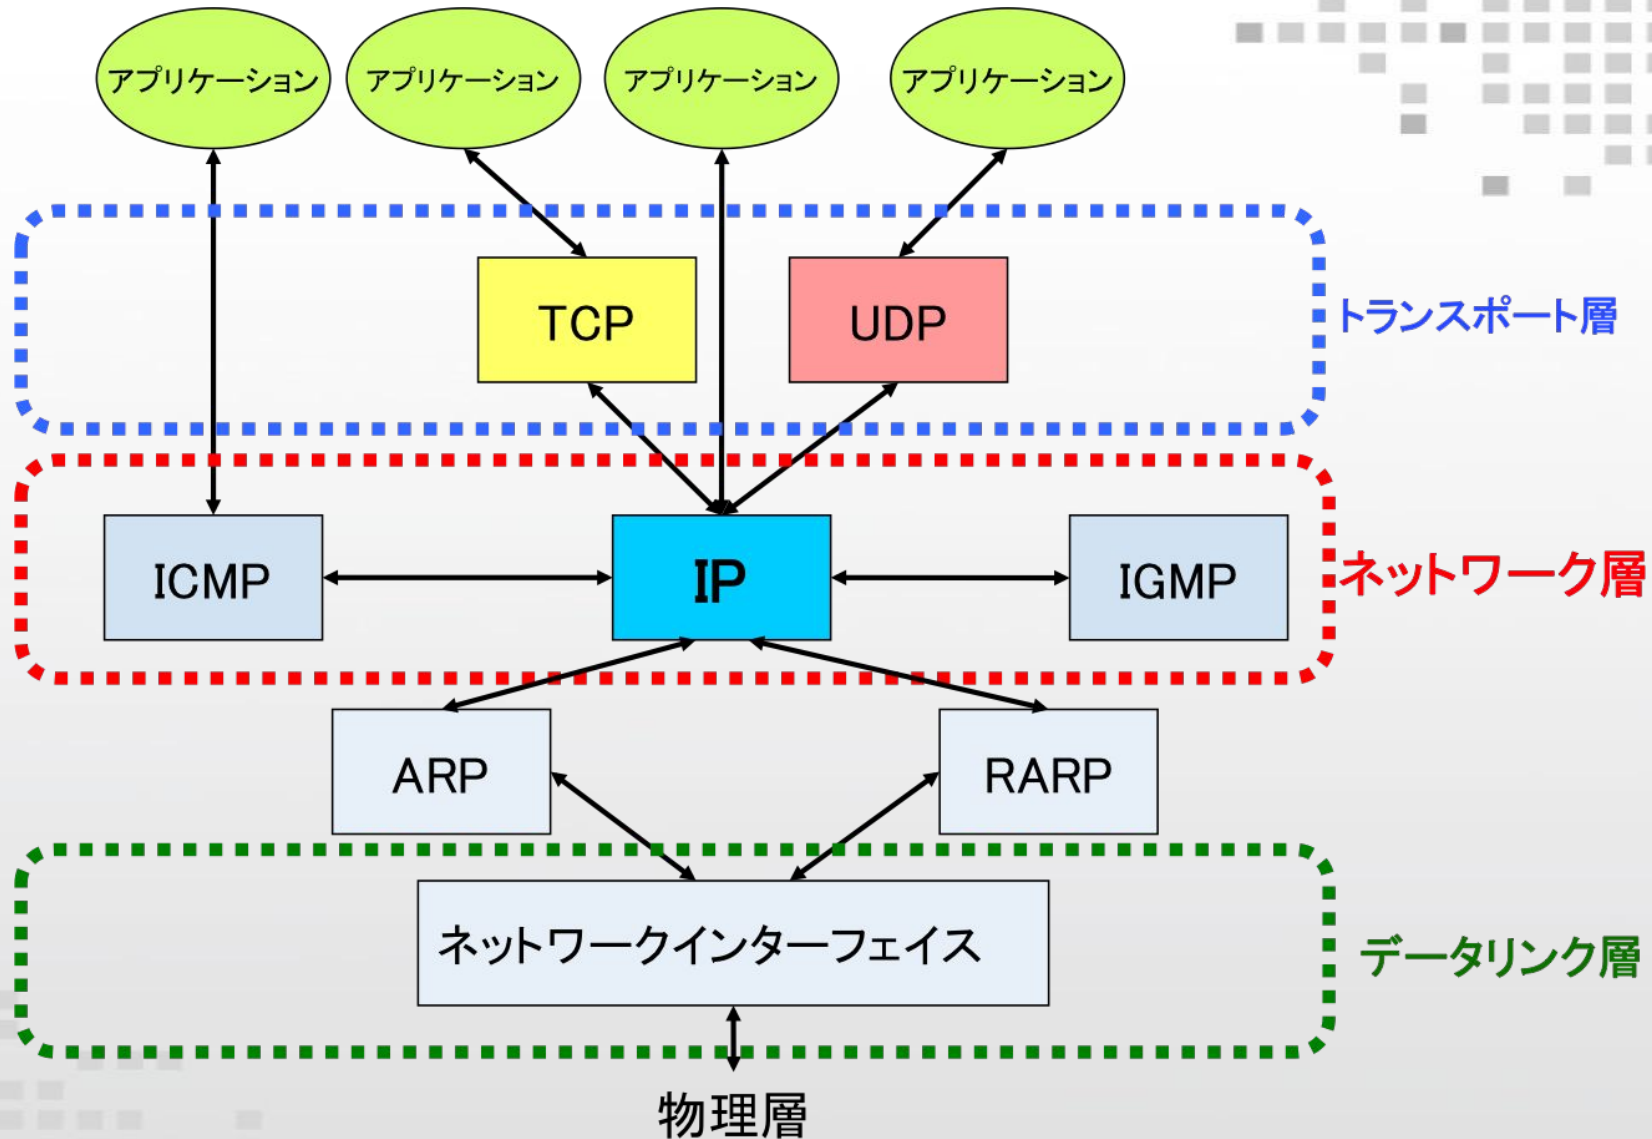 アプリケーション
アプリケーション
アプリケーション
アプリケーション
TCP
UDP
トランスポート層
ICMP
IP
IGMP
ネットワーク層
ARP
RARP
ネットワークインターフェイス
データリンク層
物理層